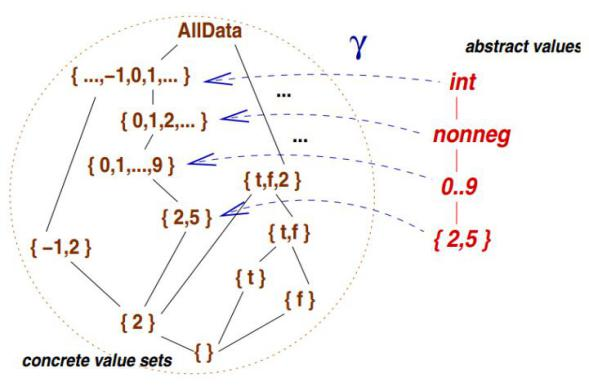 AllData
γ
abstract values
{ ...,−1,0,1,... }
int
...
{ 0,1,2,... }
nonneg
...
{ 0,1,...,9 }
{ t,f,2 }
0..9
{ 2,5 }
{ t,f }
{ 2,5 }
{ −1,2 }
{ t }
{ f }
{ 2 }
{ }
concrete value sets